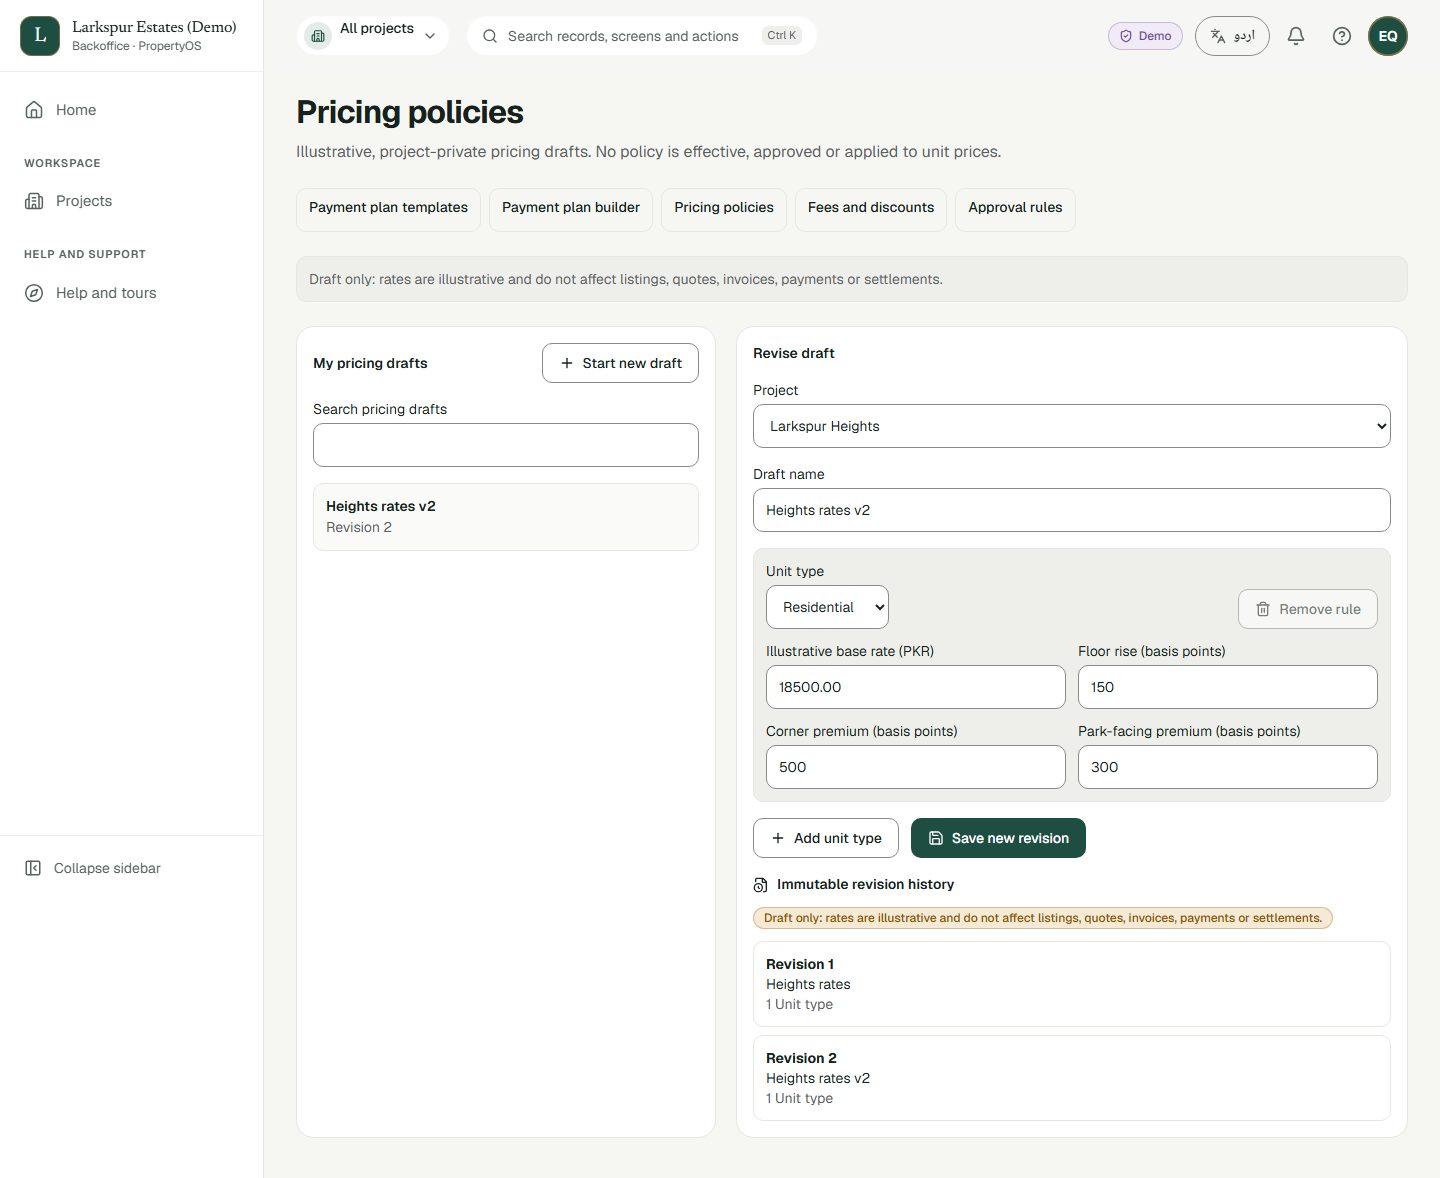 L
Larkspur Estates (Demo)
Backoffice · PropertyOS
All projects
Search records, screens and actions
Ctrl K
Demo
اردو
EQ
Home
WORKSPACE
Projects
HELP AND SUPPORT
Help and tours
Collapse sidebar
Pricing policies
Illustrative, project-private pricing drafts. No policy is effective, approved or applied to unit prices.
Payment plan templates
Payment plan builder
Pricing policies
Fees and discounts
Approval rules
Draft only: rates are illustrative and do not affect listings, quotes, invoices, payments or settlements.
My pricing drafts
Start new draft
Search pricing drafts
Heights rates v2
Revision 2
Revise draft
Project
Larkspur Heights
Draft name
Heights rates v2
Unit type
Residential
Remove rule
Illustrative base rate (PKR)
Floor rise (basis points)
18500.00
150
Corner premium (basis points)
Park-facing premium (basis points)
500
300
Add unit type
Save new revision
Immutable revision history
Draft only: rates are illustrative and do not affect listings, quotes, invoices, payments or settlements.
Revision 1
Heights rates
1 Unit type
Revision 2
Heights rates v2
1 Unit type